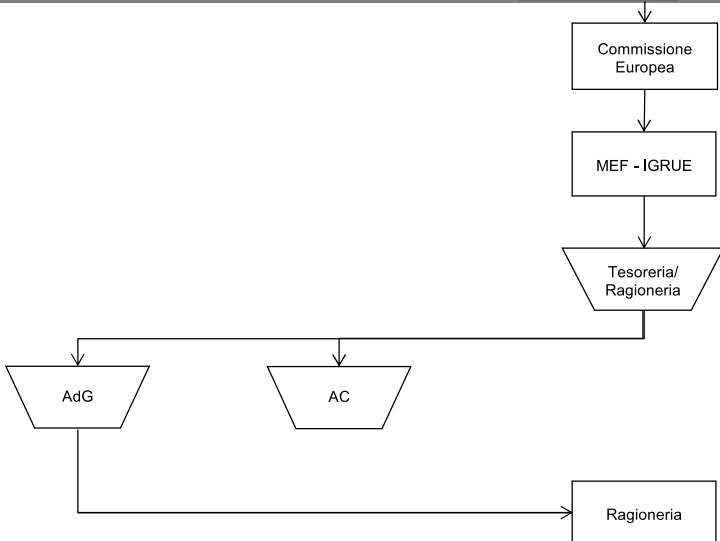 Commissione
Europea
MEF - IGRUE
Tesoreria/
Ragioneria
AdG
AC
Ragioneria